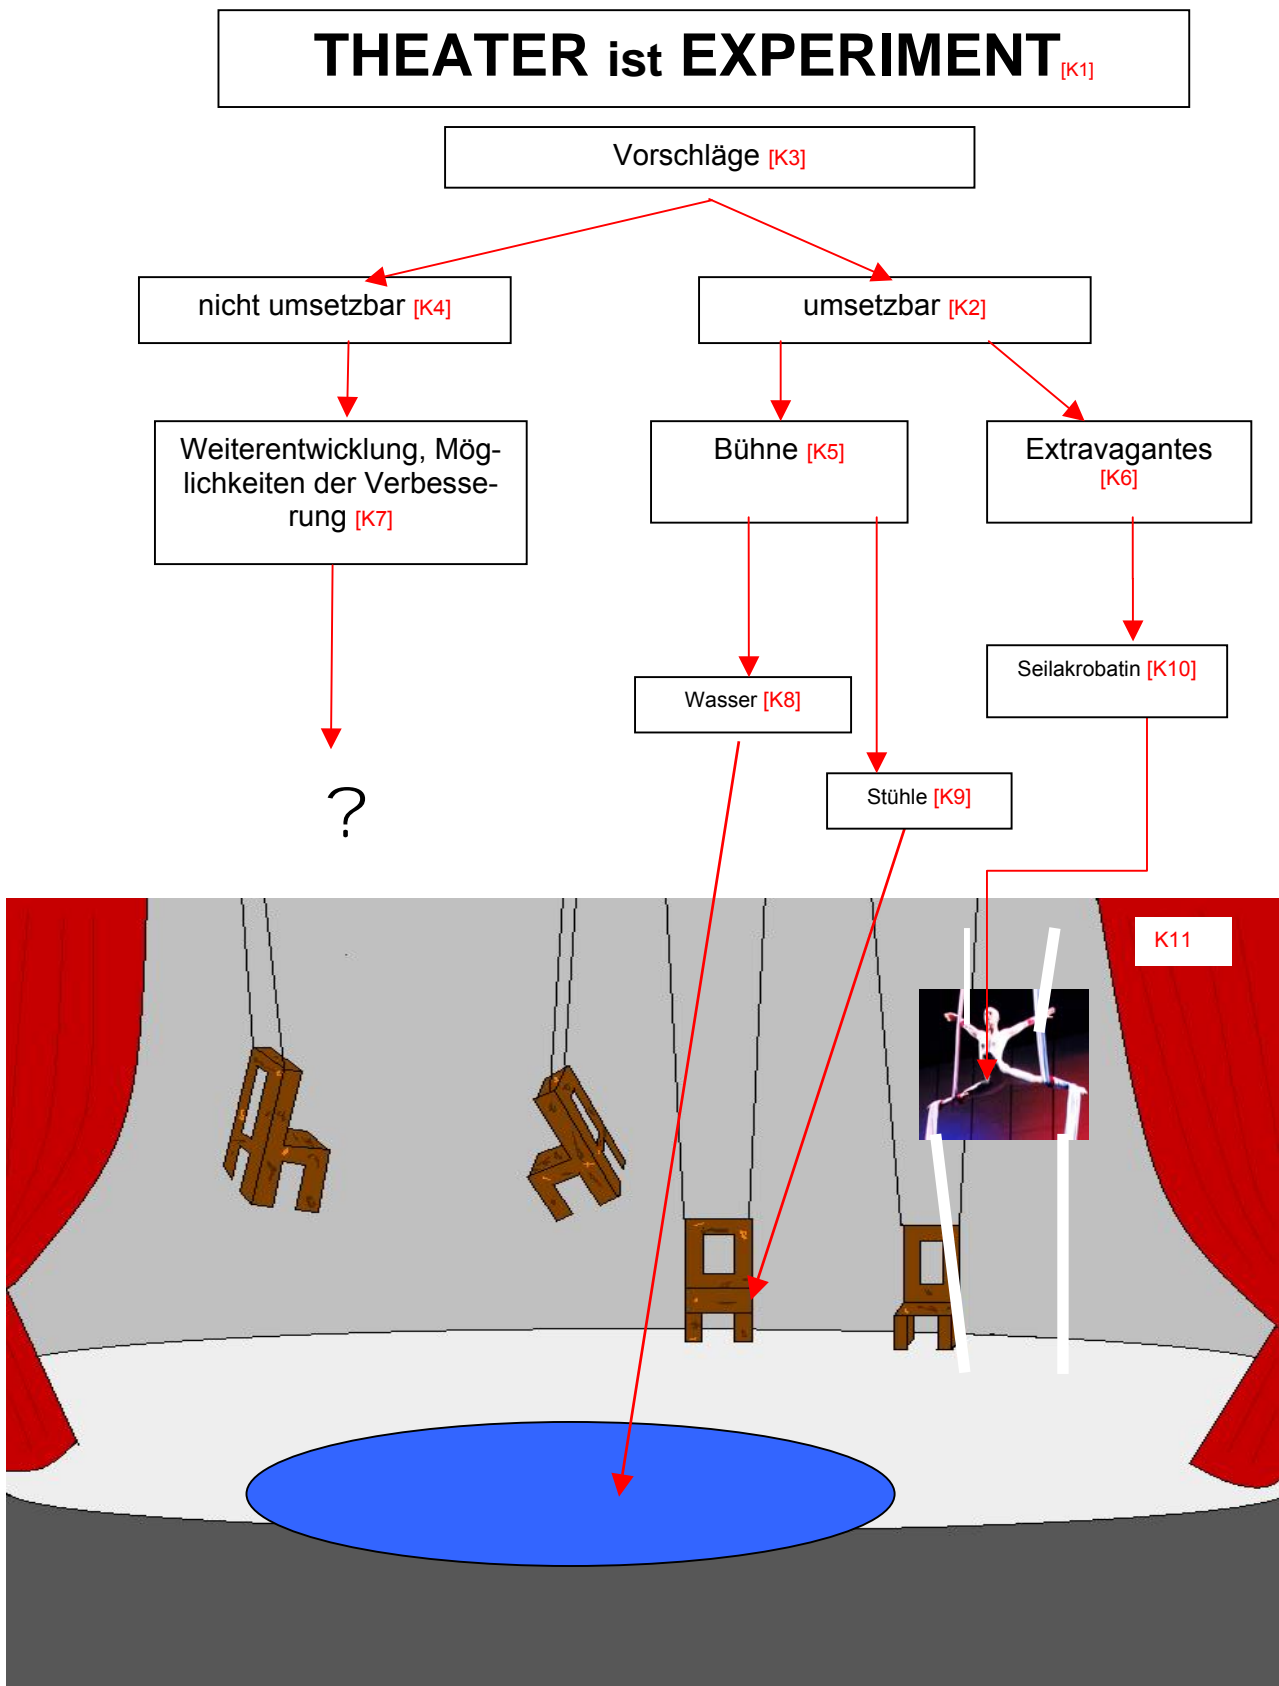 THEATER ist EXPERIMENT[K1]
Vorschläge [K3]
nicht umsetzbar [K4]
umsetzbar [K2]
Weiterentwicklung, Mög-
lichkeiten der Verbesse-
rung [K7]
Bühne [K5]
Extravagantes
[K6]
Seilakrobatin [K10]
Wasser [K8]
Stühle [K9]
?
K11